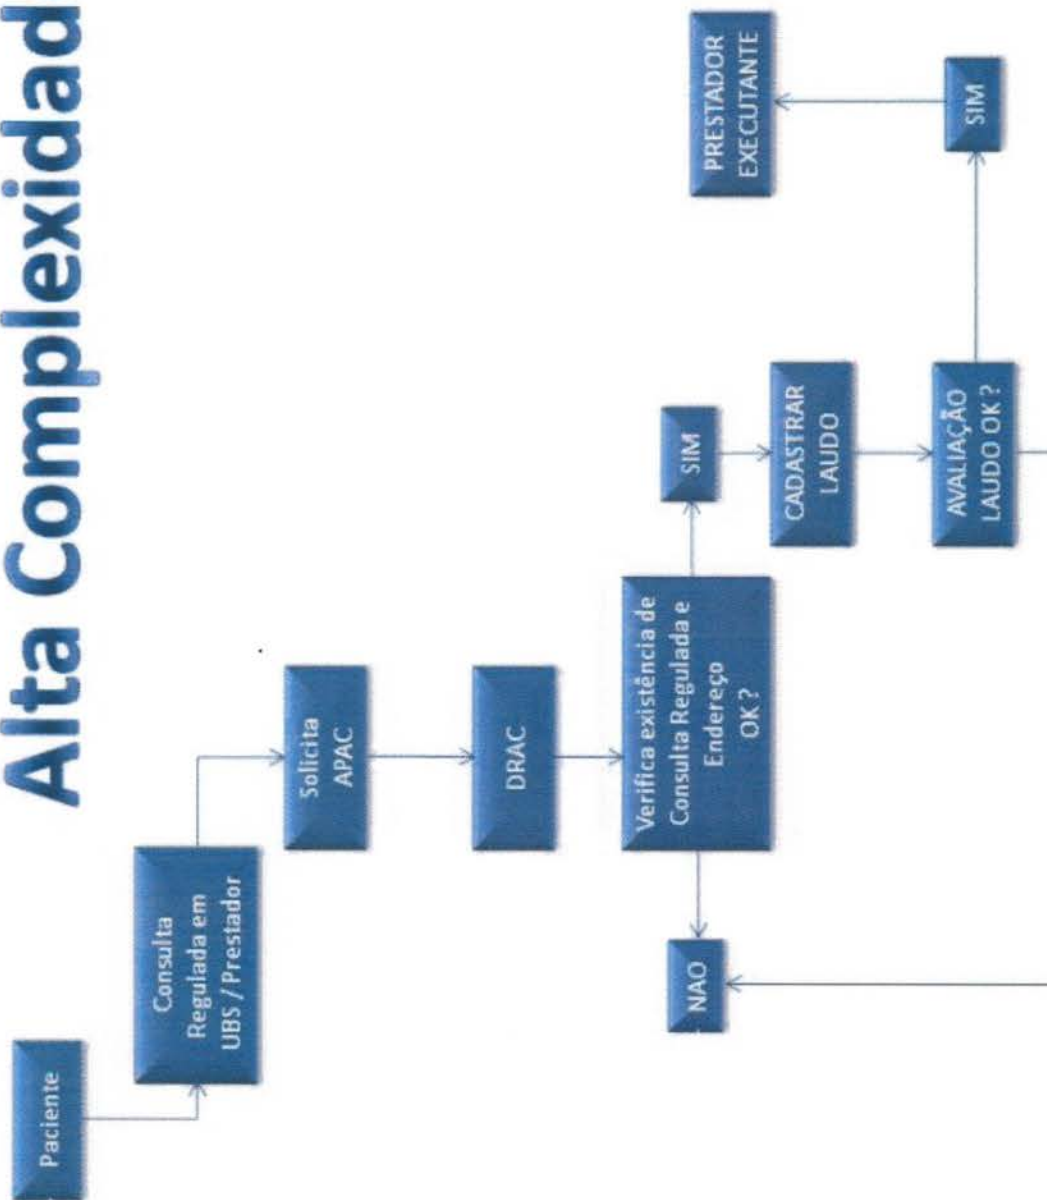 Alta Complexidad
Paciente
Consulta
Regulada em
UBS / Prestador
Solicita
APAC
DRAC
Verifica existência de
Consulta Regulada e
Endereço
OK ?
NAO
SIM
CADASTRAR
LAUDO
AVALIAÇÃO
LAUDO OK ?
SIM
PRESTADOR
EXECUTANTE